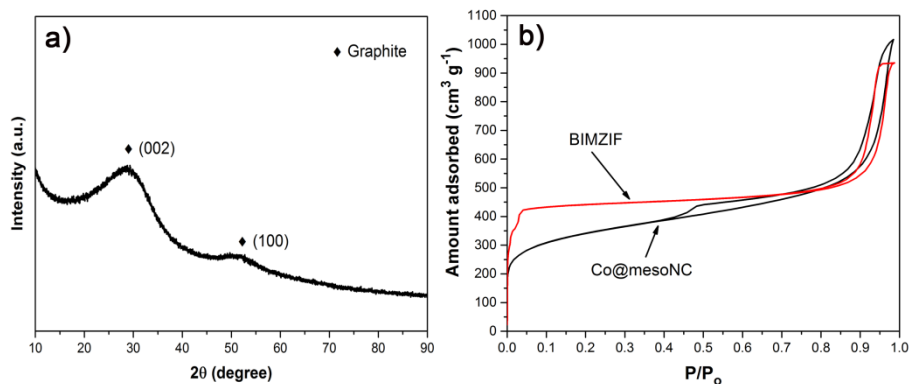 a)
◆ Graphite
(002)
(100)
Intensity (a.u.)
10 20 30 40 50 60 70 80 90
2θ (degree)
b)
1100
1000
900
800
700
600
500
400
300
200
100
0
Amount adsorbed (cm³ g⁻¹)
BIMZIF
Co@mesoNC
0.0 0.1 0.2 0.3 0.4 0.5 0.6 0.7 0.8 0.9 1.0
P/Po